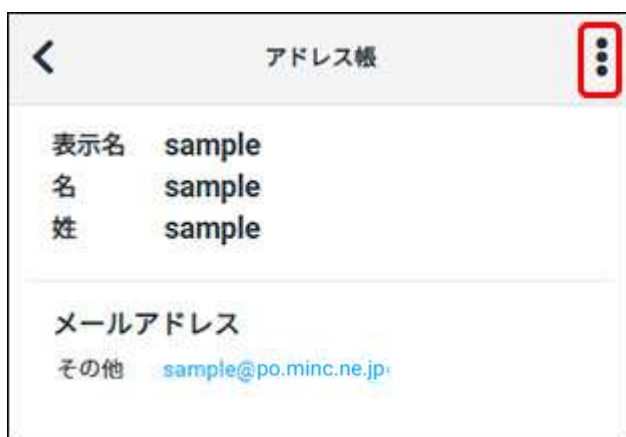 アドレス帳
表示名 sample
名 sample
姓 sample
メールアドレス
その他 sample@po.minc.ne.jp